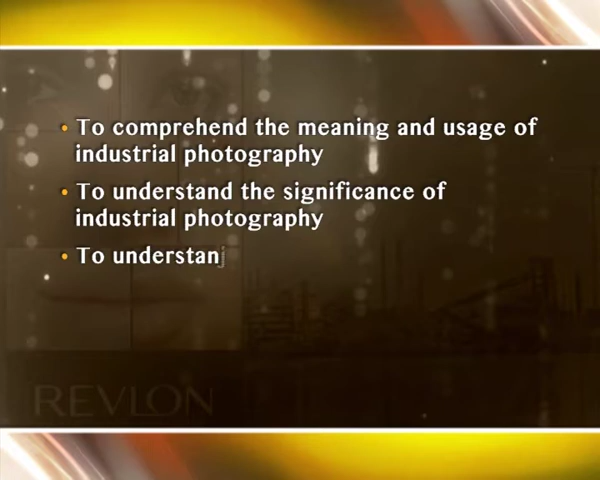 • To comprehend the meaning and usage of
industrial photography
• To understand the significance of
industrial photography
• To understan
REVLON